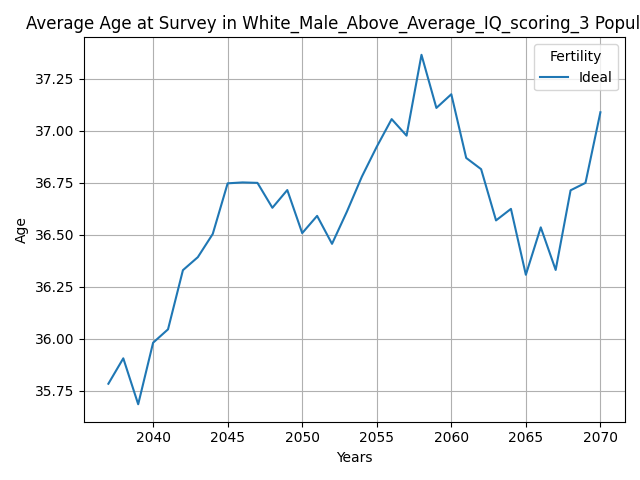 Average Age at Survey in White_Male_Above_Average_IQ_scoring_3 Popul
Fertility
Ideal
37.25
37.00
36.75
36.50
36.25
36.00
35.75
Age
2040 2045 2050 2055 2060 2065 2070
Years